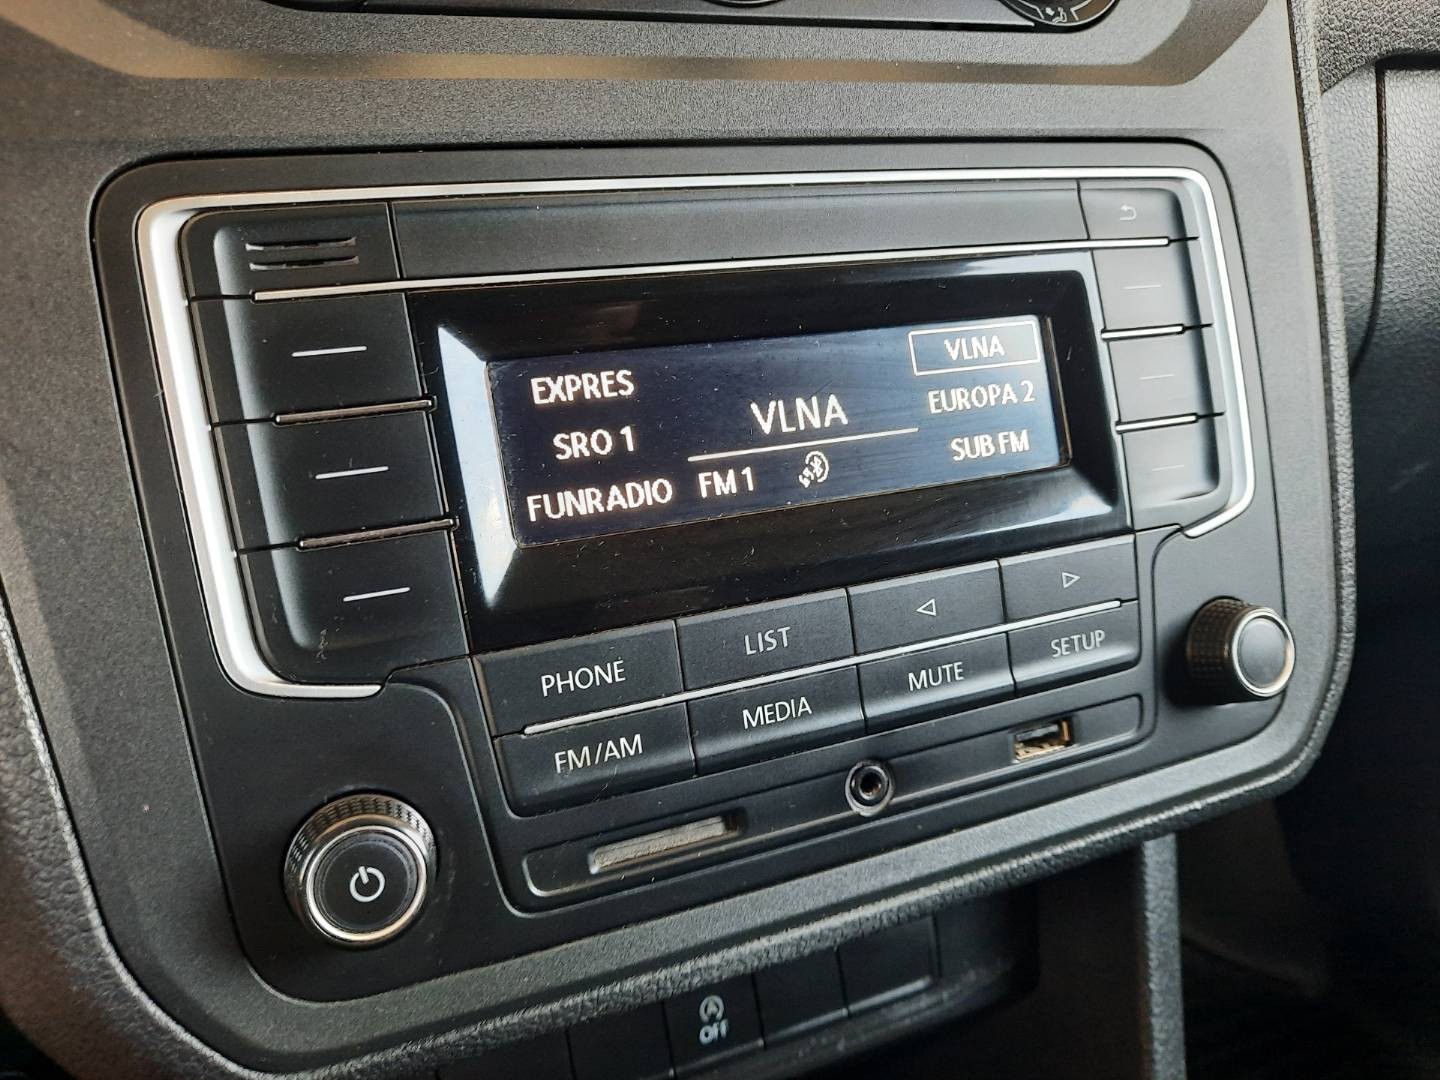 EXPRES
SRO 1
FUNRADIO
VLNA
FM 1
VLNA
EUROPA 2
SUB FM
PHONE
LIST
FM/AM
MEDIA
MUTE
SETUP
A
OFF